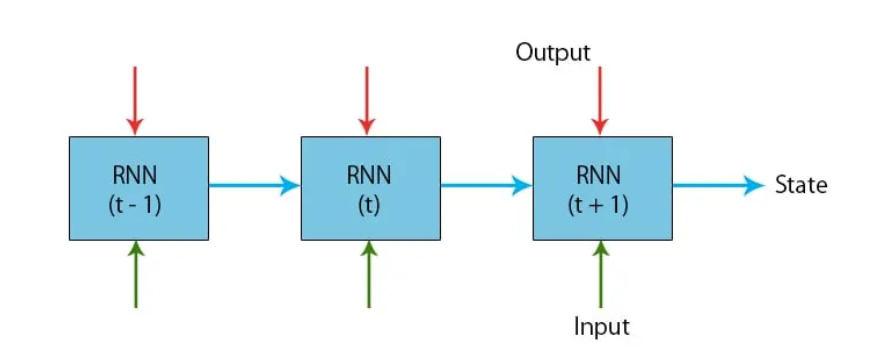 Output
RNN
(t - 1)
RNN
(t)
RNN
(t + 1)
State
Input